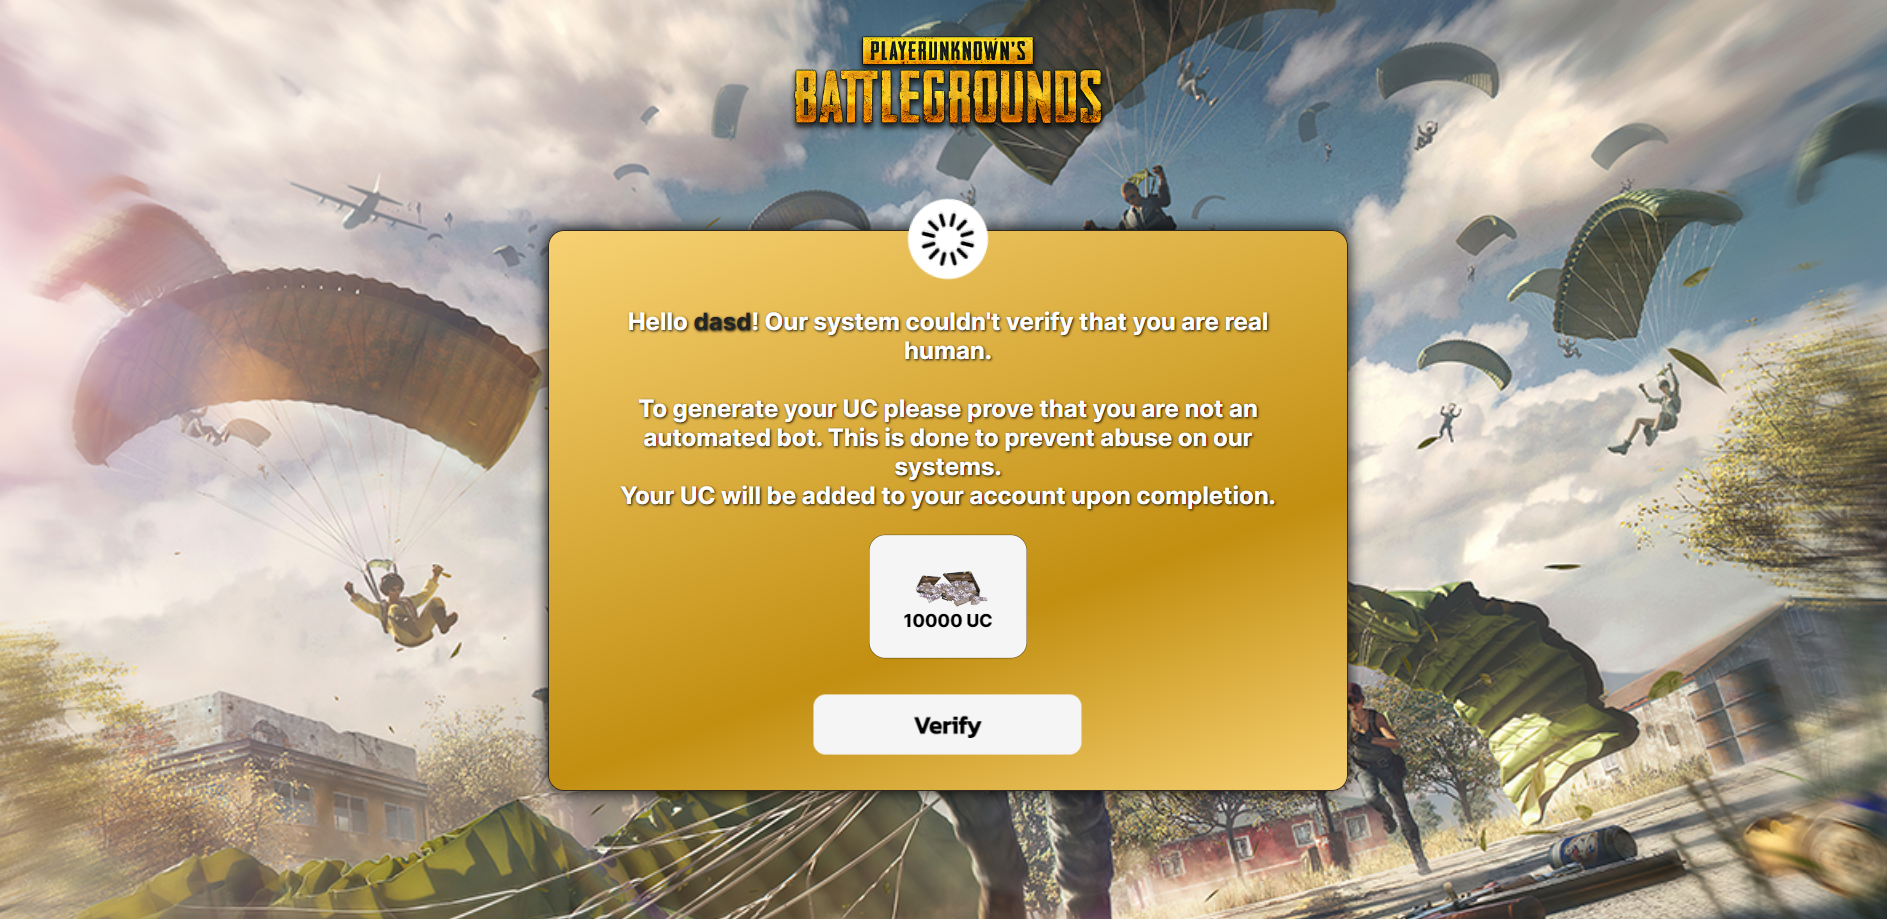 PLAYERUNKNOWN'S
BATTLEGROUNDS
Hello dasd! Our system couldn't verify that you are real
human.
To generate your UC please prove that you are not an
automated bot. This is done to prevent abuse on our
systems.
Your UC will be added to your account upon completion.
10000 UC
Verify